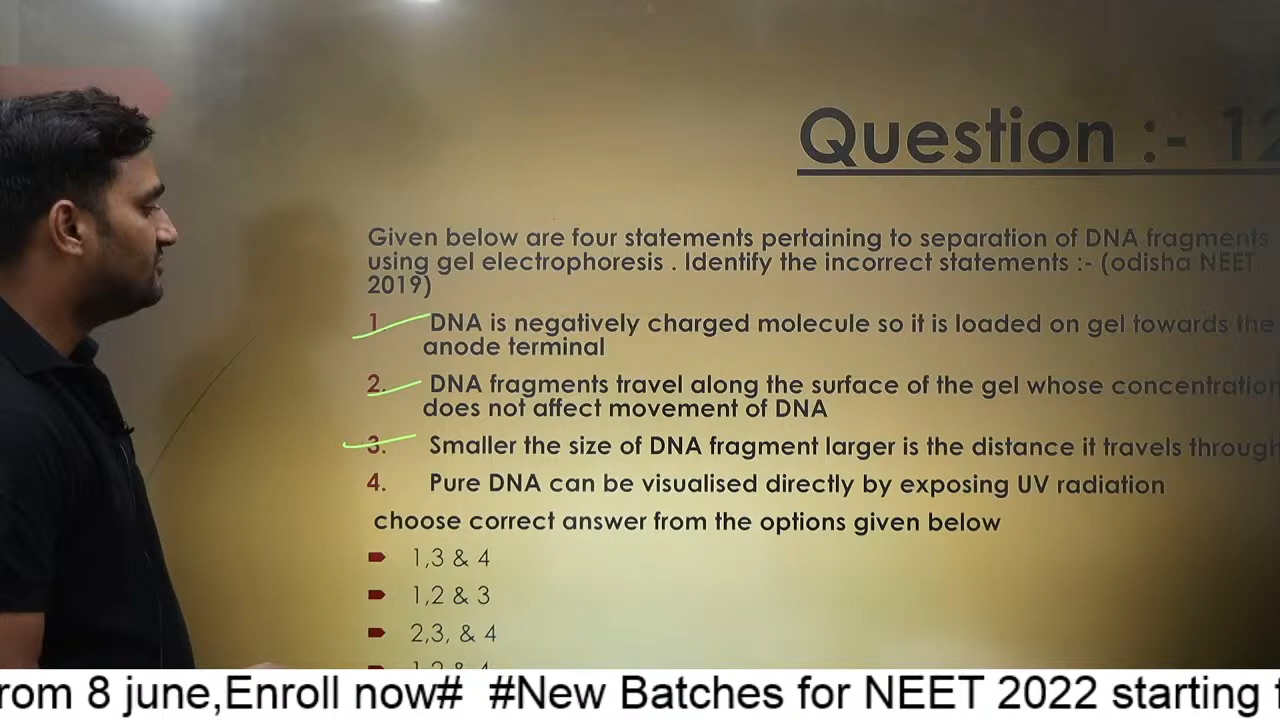 Question :- 12
Given below are four statements pertaining to separation of DNA fragments
using gel electrophoresis . Identify the incorrect statements :- (odisha NEET
2019)
1. DNA is negatively charged molecule so it is loaded on gel towards the
anode terminal
2. DNA fragments travel along the surface of the gel whose concentration
does not affect movement of DNA
3. Smaller the size of DNA fragment larger is the distance it travels through
4. Pure DNA can be visualised directly by exposing UV radiation
choose correct answer from the options given below
1,3 & 4
1,2 & 3
2,3, & 4
1,2 & 4
rom 8 june,Enroll now# #New Batches for NEET 2022 starting f